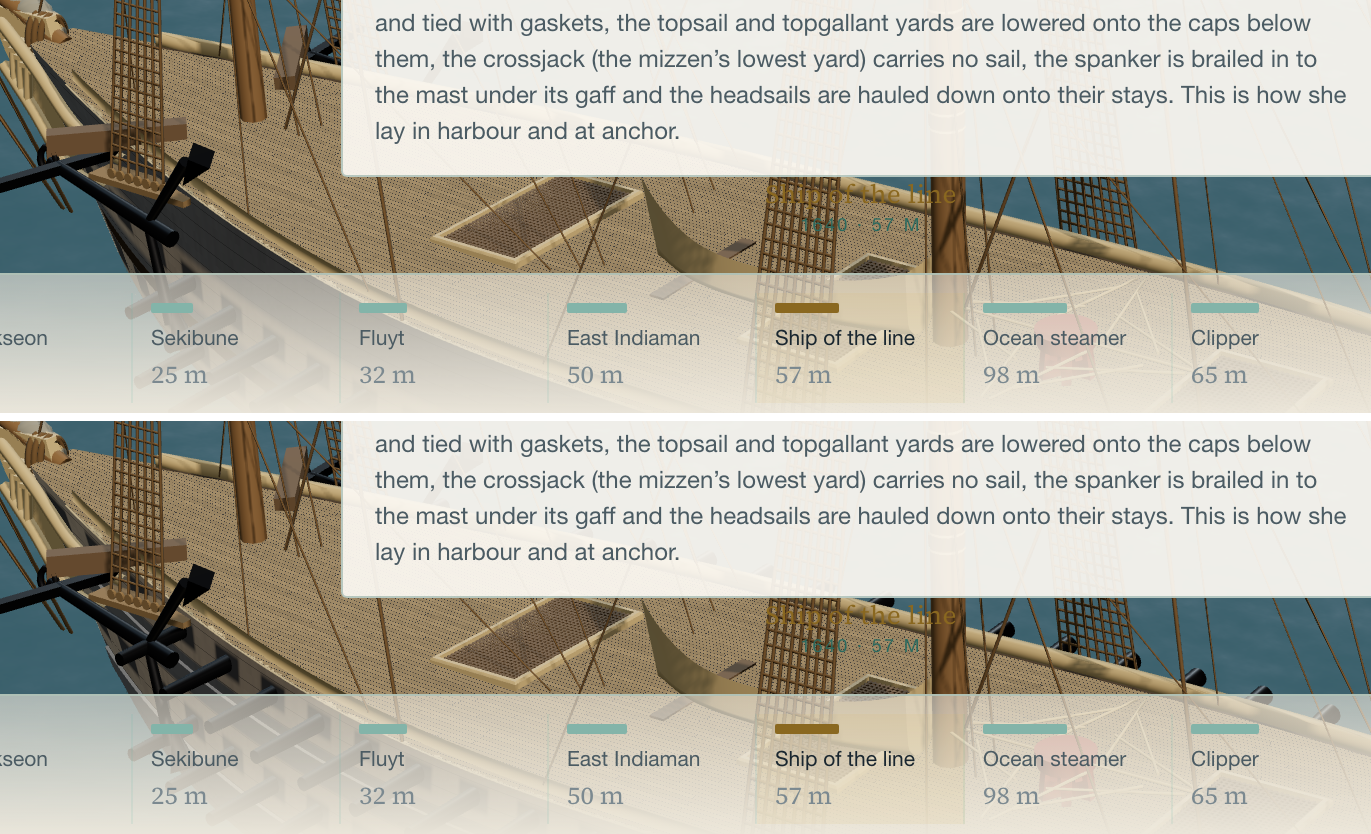 and tied with gaskets, the topsail and topgallant yards are lowered onto the caps below
them, the crossjack (the mizzen’s lowest yard) carries no sail, the spanker is brailed in to
the mast under its gaff and the headsails are hauled down onto their stays. This is how she
lay in harbour and at anchor.
Ship of the line
57 M
kseon
Sekibune
Fluyt
East Indiaman
Ship of the line
Ocean steamer
Clipper
25 m
32 m
50 m
57 m
98 m
65 m
and tied with gaskets, the topsail and topgallant yards are lowered onto the caps below
them, the crossjack (the mizzen’s lowest yard) carries no sail, the spanker is brailed in to
the mast under its gaff and the headsails are hauled down onto their stays. This is how she
lay in harbour and at anchor.
Ship of the line
57 M
kseon
Sekibune
Fluyt
East Indiaman
Ship of the line
Ocean steamer
Clipper
25 m
32 m
50 m
57 m
98 m
65 m